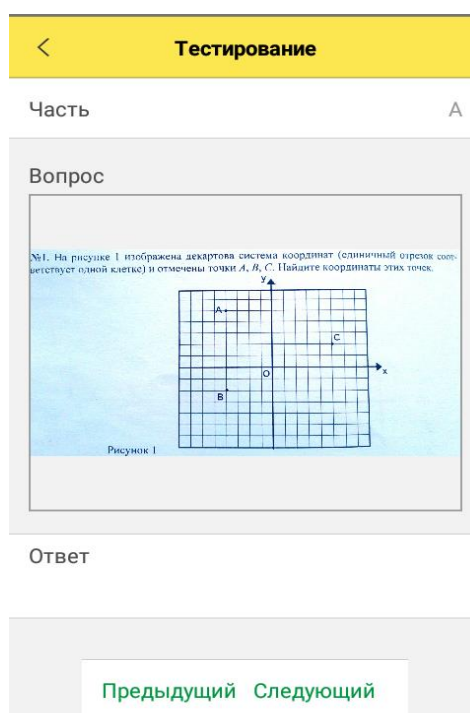 Тестирование
Часть
А
Вопрос
№1. На рисунке 1 изображена декартова система координат (единичный отрезок соот-
ветствует одной клетке) и отмечены точки A, B, C. Найдите координаты этих точек.
У
А
С
О
х
В
Рисунок 1
Ответ
Предыдущий Следующий